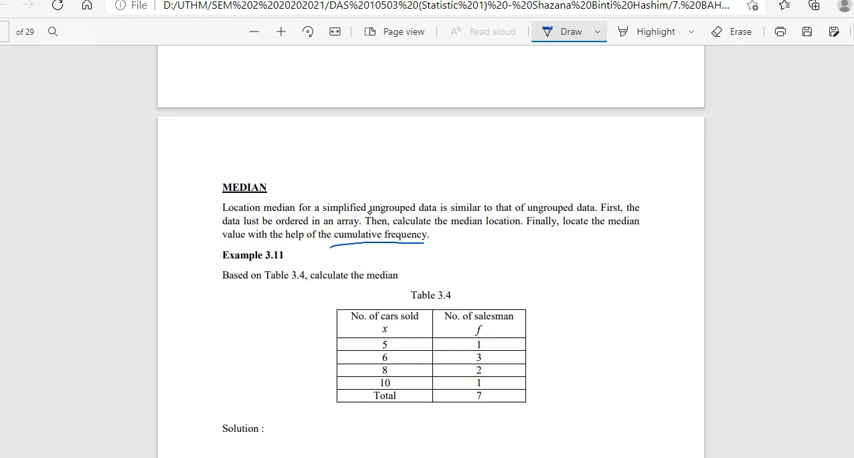 File D:/UTHM/SEM%202%2020202021/DAS%2010503%20(Statistic%201)%20-%20Shazana%20Binti%20Hashim/7.%20BAH...
of 29 Page view Read aloud Draw Highlight Erase
MEDIAN
Location median for a simplified ungrouped data is similar to that of ungrouped data. First, the
data lust be ordered in an array. Then, calculate the median location. Finally, locate the median
value with the help of the cumulative frequency.
Example 3.11
Based on Table 3.4, calculate the median
Table 3.4
No. of cars sold No. of salesman
x f
5 1
6 3
8 2
10 1
Total 7
Solution :